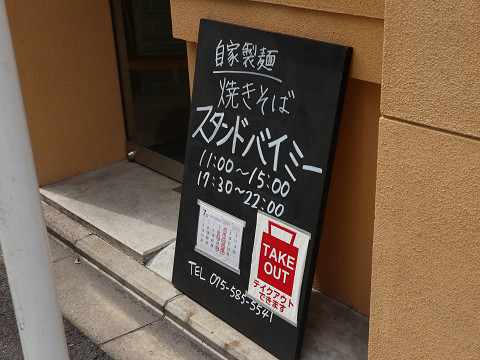 自家製麺
焼きそば
スタンドバイミー
11:00～15:00
17:30～22:00
TAKE
OUT
テイクアウト
できます
TEL 075-585-5541